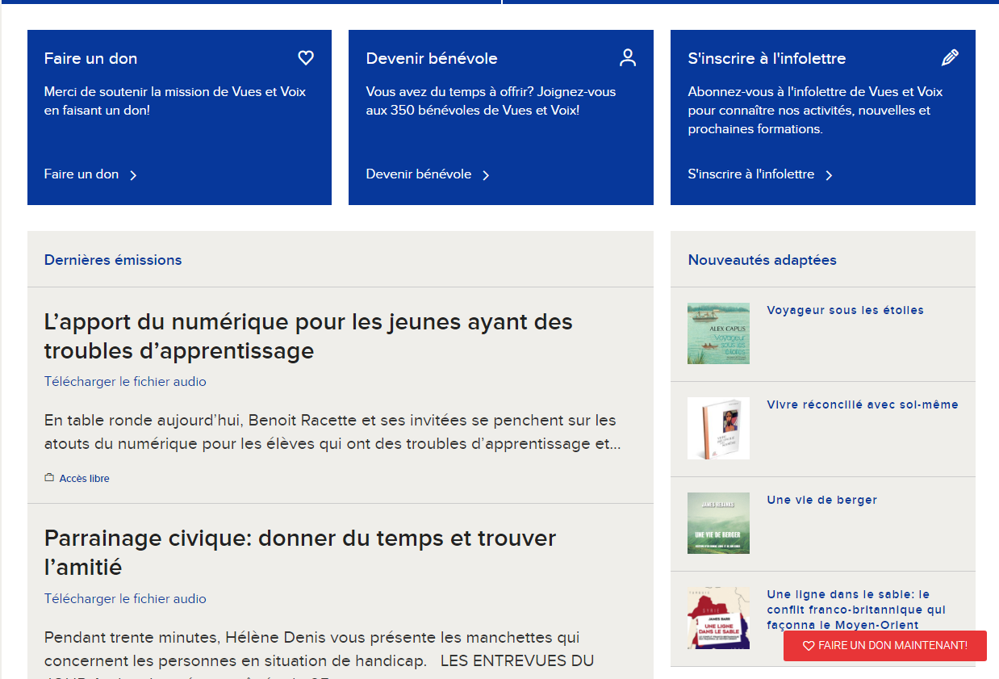 Faire un don
Merci de soutenir la mission de Vues et Voix
en faisant un don!
Faire un don
Devenir bénévole
Vous avez du temps à offrir? Joignez-vous
aux 350 bénévoles de Vues et Voix!
Devenir bénévole
S'inscrire à l'infolettre
Abonnez-vous à l'infolettre de Vues et Voix
pour connaître nos activités, nouvelles et
prochaines formations.
S'inscrire à l'infolettre
Dernières émissions
L’apport du numérique pour les jeunes ayant des
troubles d’apprentissage
Télécharger le fichier audio
En table ronde aujourd’hui, Benoit Racette et ses invitées se penchent sur les
atouts du numérique pour les élèves qui ont des troubles d’apprentissage et...
Accès libre
Parrainage civique: donner du temps et trouver
l’amitié
Télécharger le fichier audio
Pendant trente minutes, Hélène Denis vous présente les manchettes qui
concernent les personnes en situation de handicap. LES ENTREVUES DU
Nouveautés adaptées
ALEX CAPUS
Voyageur
sous les
étoiles
Voyageur sous les étoiles
Vivre réconcilié avec soi-même
JAMES REBANKS
UNE VIE DE BERGER
Une vie de berger
SYRIE
JAMES BARR
UNE LIGNE
DANS LE SABLE
Une ligne dans le sable: le
conflit franco-britannique qui
façonna le Moyen-Orient
FAIRE UN DON MAINTENANT!